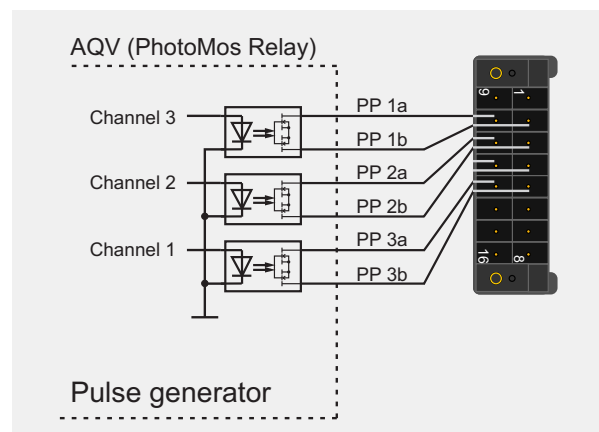 AQV (PhotoMos Relay)
Channel 3
PP 1a
PP 1b
Channel 2
PP 2a
PP 2b
Channel 1
PP 3a
PP 3b
Pulse generator
9 1
16 8